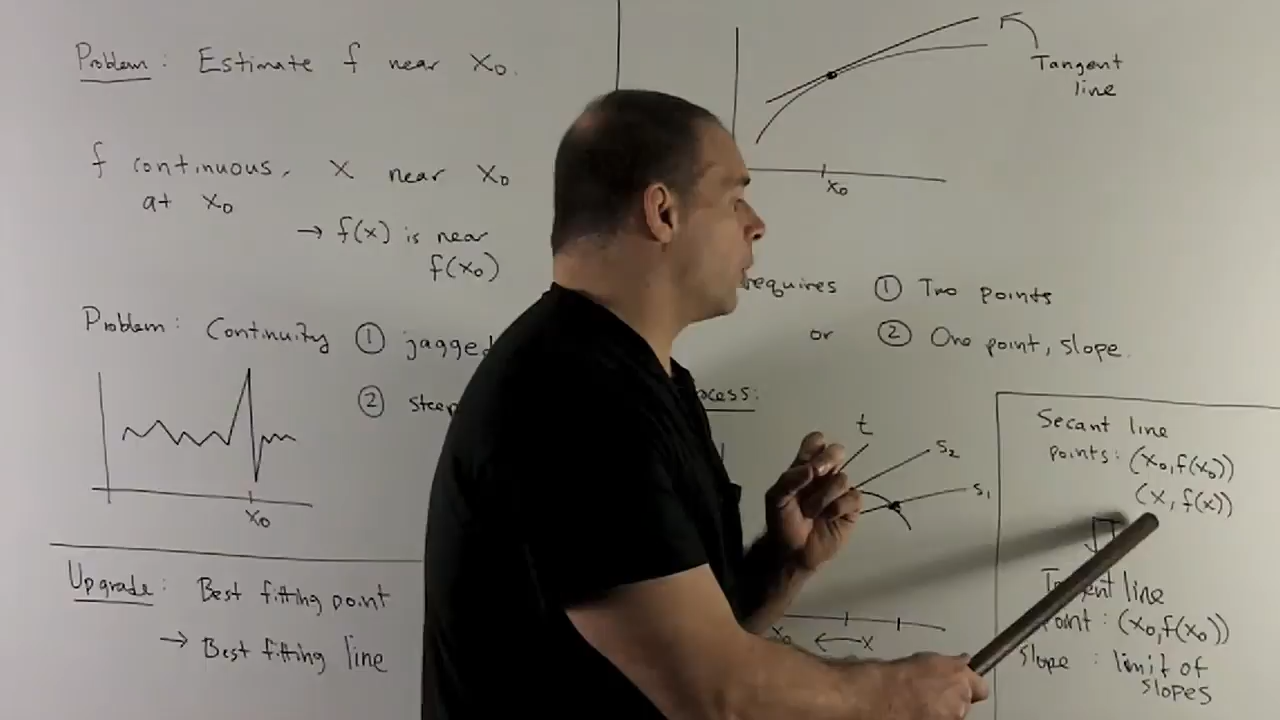 Problem: Estimate f near x₀.
f continuous, x near x₀
at x₀
→ f(x) is near
f(x₀)
Problem: Continuity ① jagged
② steep
x₀
Upgrade: Best fitting point
→ Best fitting line
Tangent
line
x₀
requires ① Two points
or ② One point, slope.
t
s₂
s₁
x₀ ← x
Secant line
points: (x₀,f(x₀))
(x, f(x))
Tangent line
point: (x₀,f(x₀))
slope: limit of
slopes